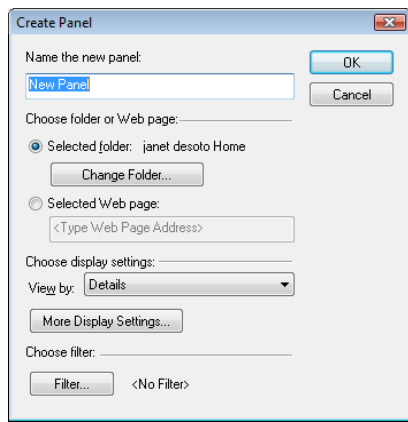 Create Panel
Name the new panel:
OK
New Panel
Cancel
Choose folder or Web page:
Selected folder: janet desoto Home
Change Folder...
Selected Web page:
<Type Web Page Address>
Choose display settings:
View by: Details
More Display Settings...
Choose filter:
Filter... <No Filter>